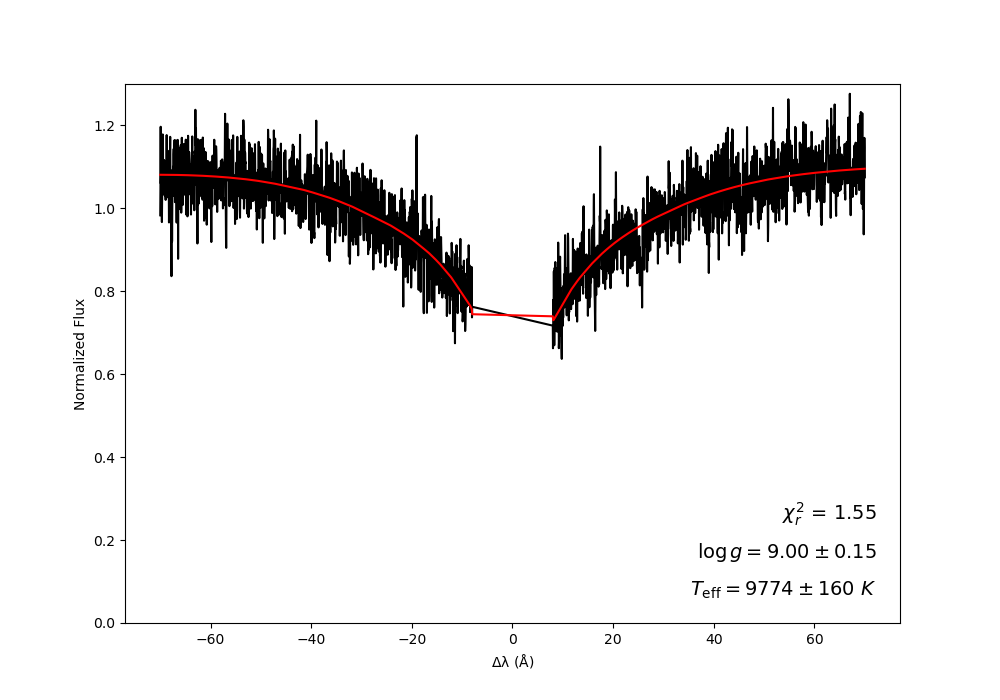 1.2
1.0
0.8
0.6
0.4
0.2
0.0
Normalized Flux
χ²ᵣ = 1.55
log g = 9.00 ± 0.15
T_eff = 9774 ± 160 K
−60 −40 −20 0 20 40 60
Δλ (Å)